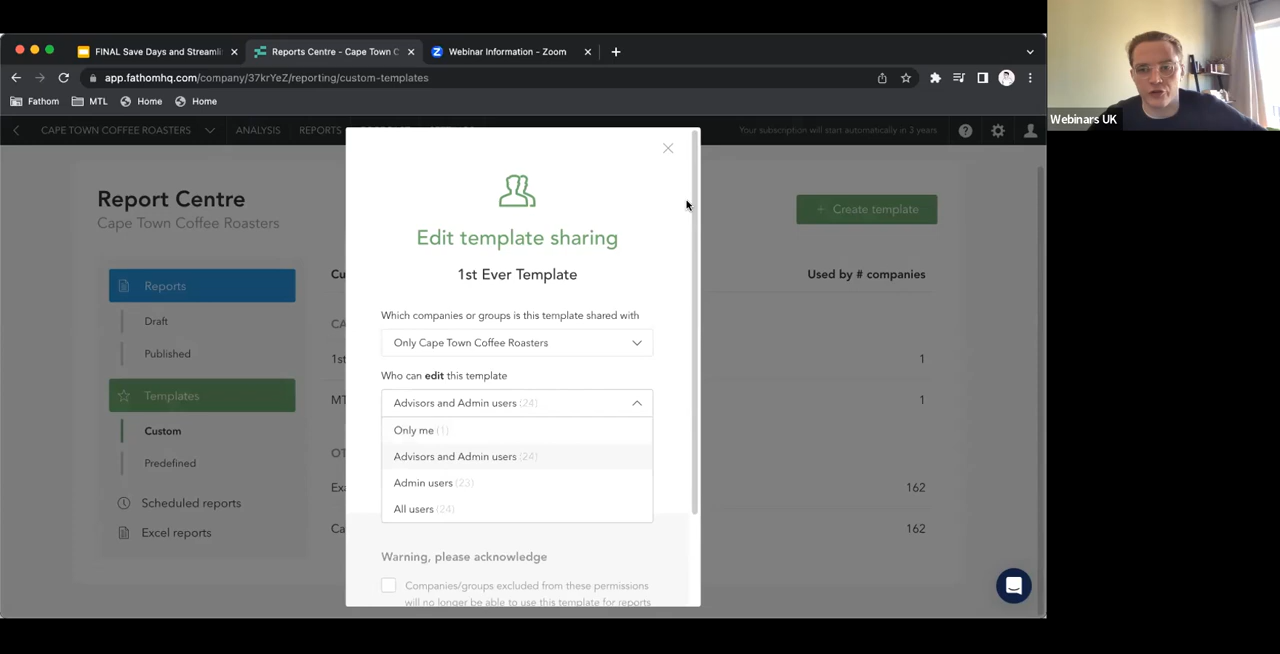 FINAL Save Days and Streamli
Reports Centre - Cape Town C
Webinar Information - Zoom
app.fathomhq.com/company/37krYeZ/reporting/custom-templates
Fathom
MTL
Home
Home
Webinars UK
CAPE TOWN COFFEE ROASTERS
ANALYSIS
REPORTS
Your subscription will start automatically in 3 years
Report Centre
Cape Town Coffee Roasters
+ Create template
Reports
Draft
Published
Templates
Custom
Predefined
Scheduled reports
Excel reports
Used by # companies
1
1
162
162
Edit template sharing
1st Ever Template
Which companies or groups is this template shared with
Only Cape Town Coffee Roasters
Who can edit this template
Advisors and Admin users (24)
Only me (1)
Advisors and Admin users (24)
Admin users (23)
All users (24)
Warning, please acknowledge
Companies/groups excluded from these permissions
will no longer be able to use this template for reports